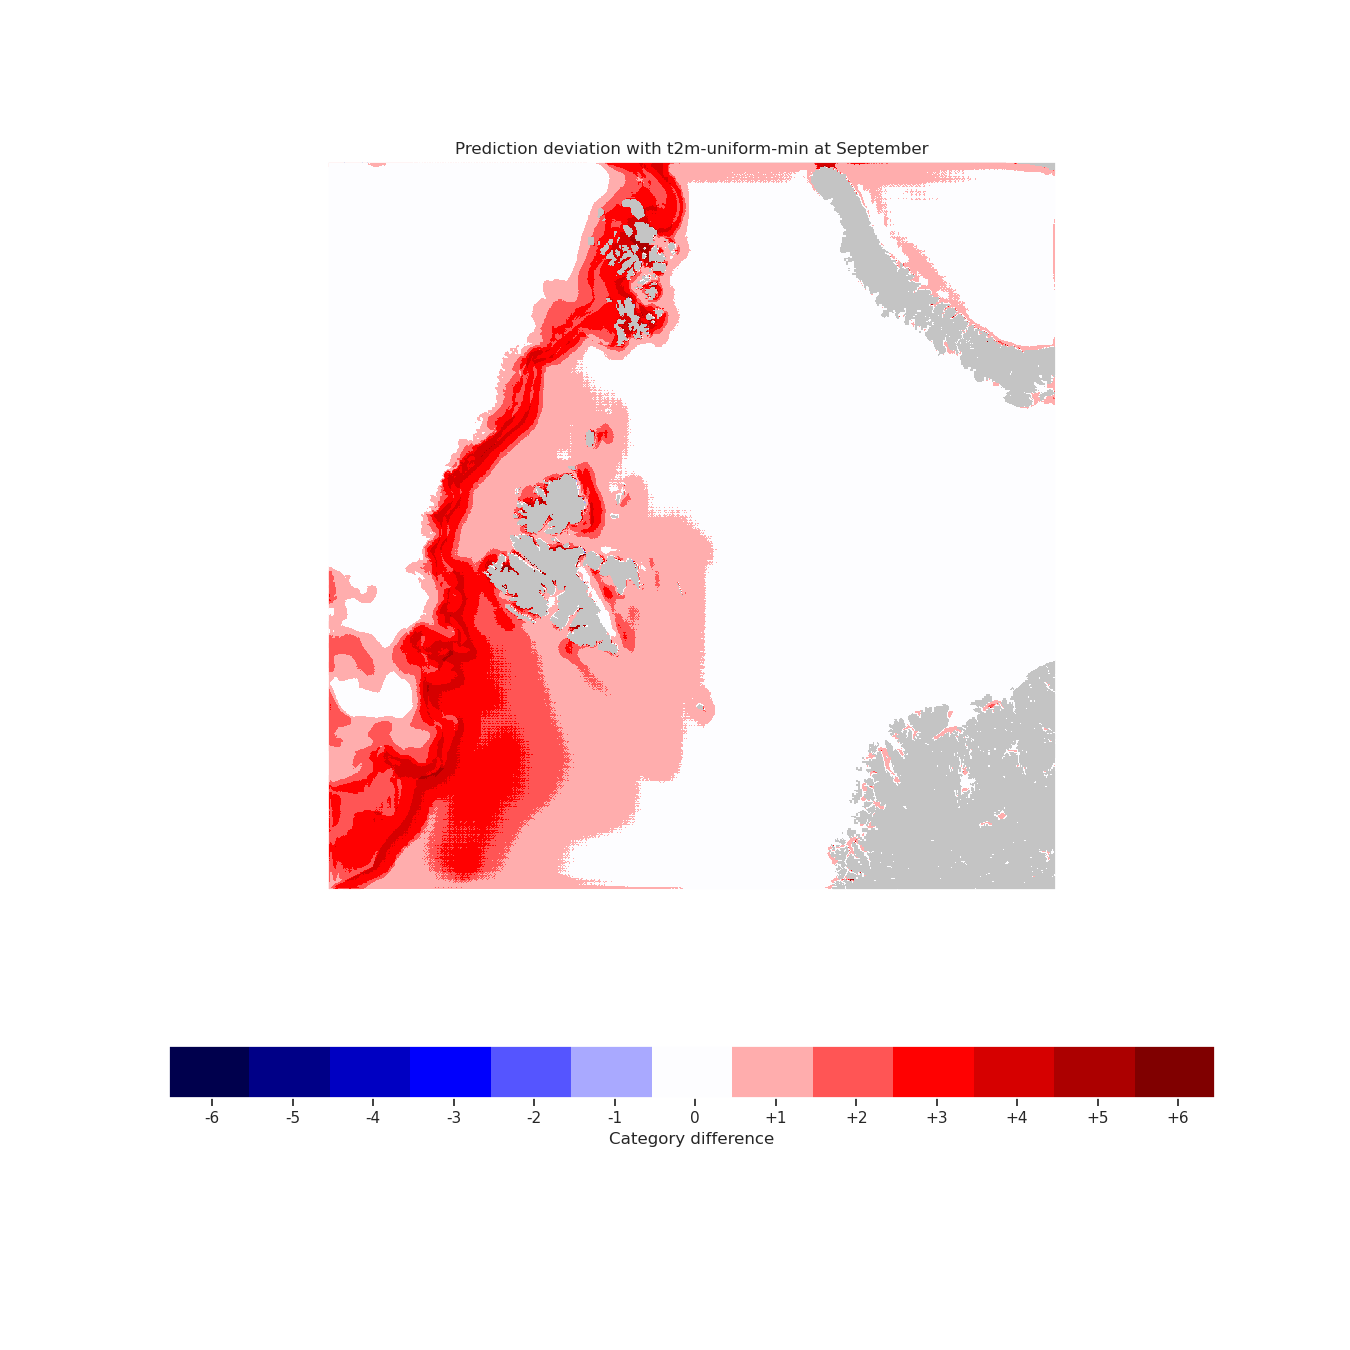 Prediction deviation with t2m-uniform-min at September
-6 -5 -4 -3 -2 -1 0 +1 +2 +3 +4 +5 +6
Category difference